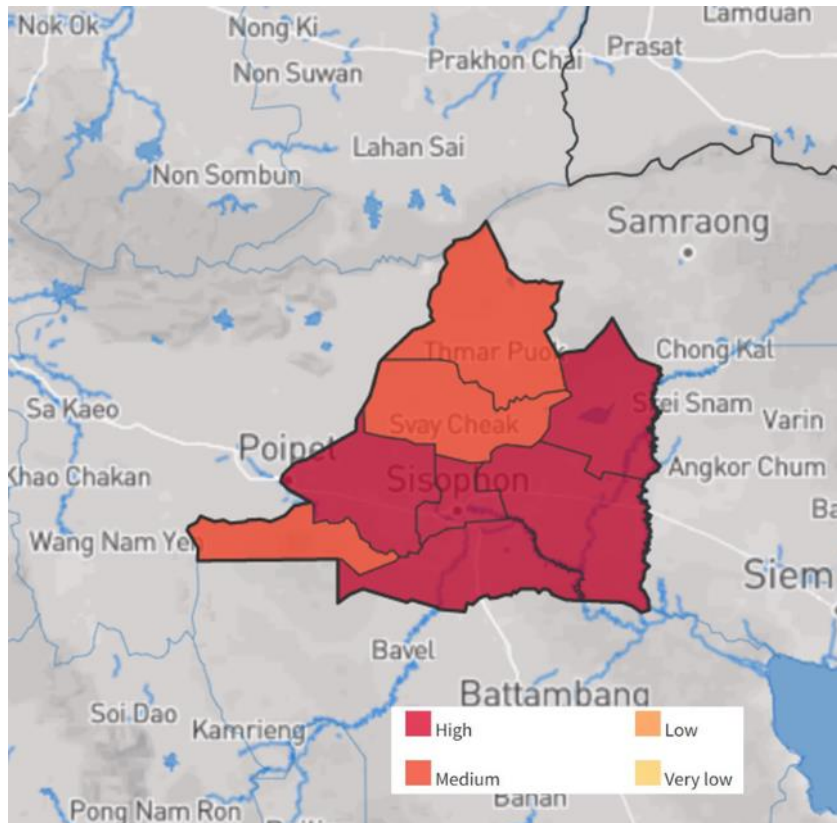 Nok Ok
Nong Ki
Lamduan
Prakhon Chai
Prasat
Non Suwan
Lahan Sai
Non Sombun
Samraong
Thmar Puok
Chong Kal
Sa Kaeo
Svay Cheak
Srei Snam
Varin
Poipet
Khao Chakan
Sisophon
Angkor Chum
Ba
Wang Nam Yen
Siem
Bavel
Battambang
Soi Dao
Kamrieng
High
Low
Medium
Very low
Banan
Pong Nam Ron